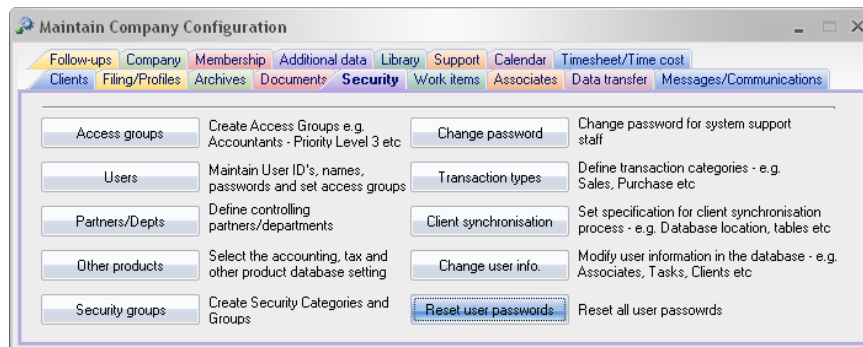 Maintain Company Configuration
Follow-ups Company Membership Additional data Library Support Calendar Timesheet/Time cost
Clients Filing/Profiles Archives Documents Security Work items Associates Data transfer Messages/Communications
Access groups
Create Access Groups e.g.
Accountants - Priority Level 3 etc
Change password
Change password for system support
staff
Users
Maintain User ID's, names,
passwords and set access groups
Transaction types
Define transaction categories - e.g.
Sales, Purchase etc
Partners/Depts
Define controlling
partners/departments
Client synchronisation
Set specification for client synchronisation
process - e.g. Database location, tables etc
Other products
Select the accounting, tax and
other product database setting
Change user info.
Modify user information in the database - e.g.
Associates, Tasks, Clients etc
Security groups
Create Security Categories and
Groups
Reset user passwords
Reset all user passowrds